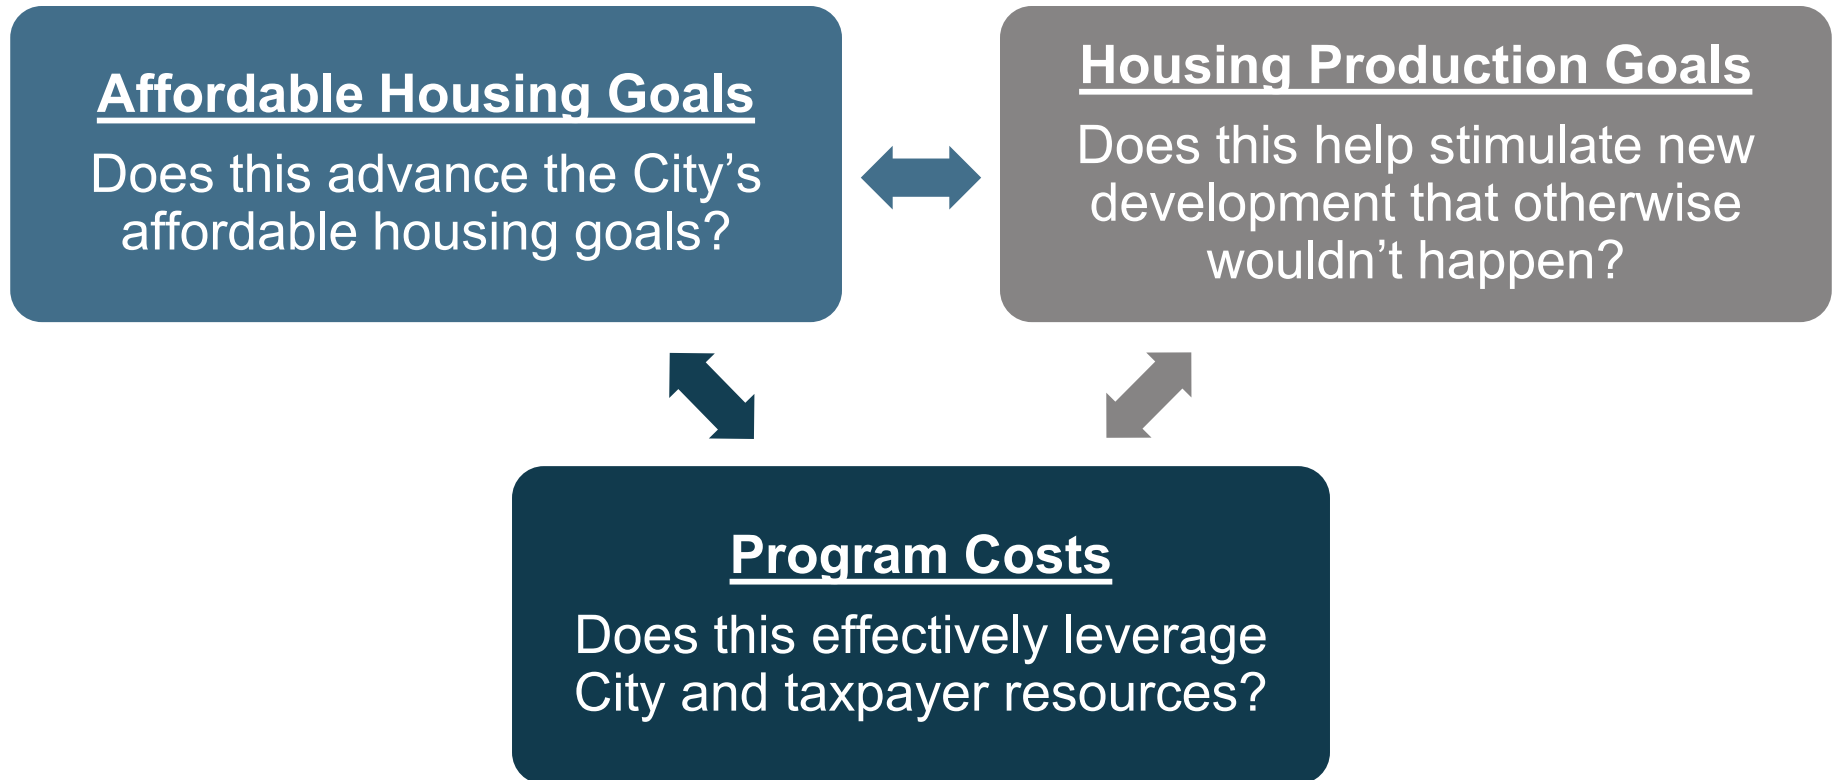 Affordable Housing Goals
Does this advance the City’s
affordable housing goals?
Housing Production Goals
Does this help stimulate new
development that otherwise
wouldn’t happen?
Program Costs
Does this effectively leverage
City and taxpayer resources?